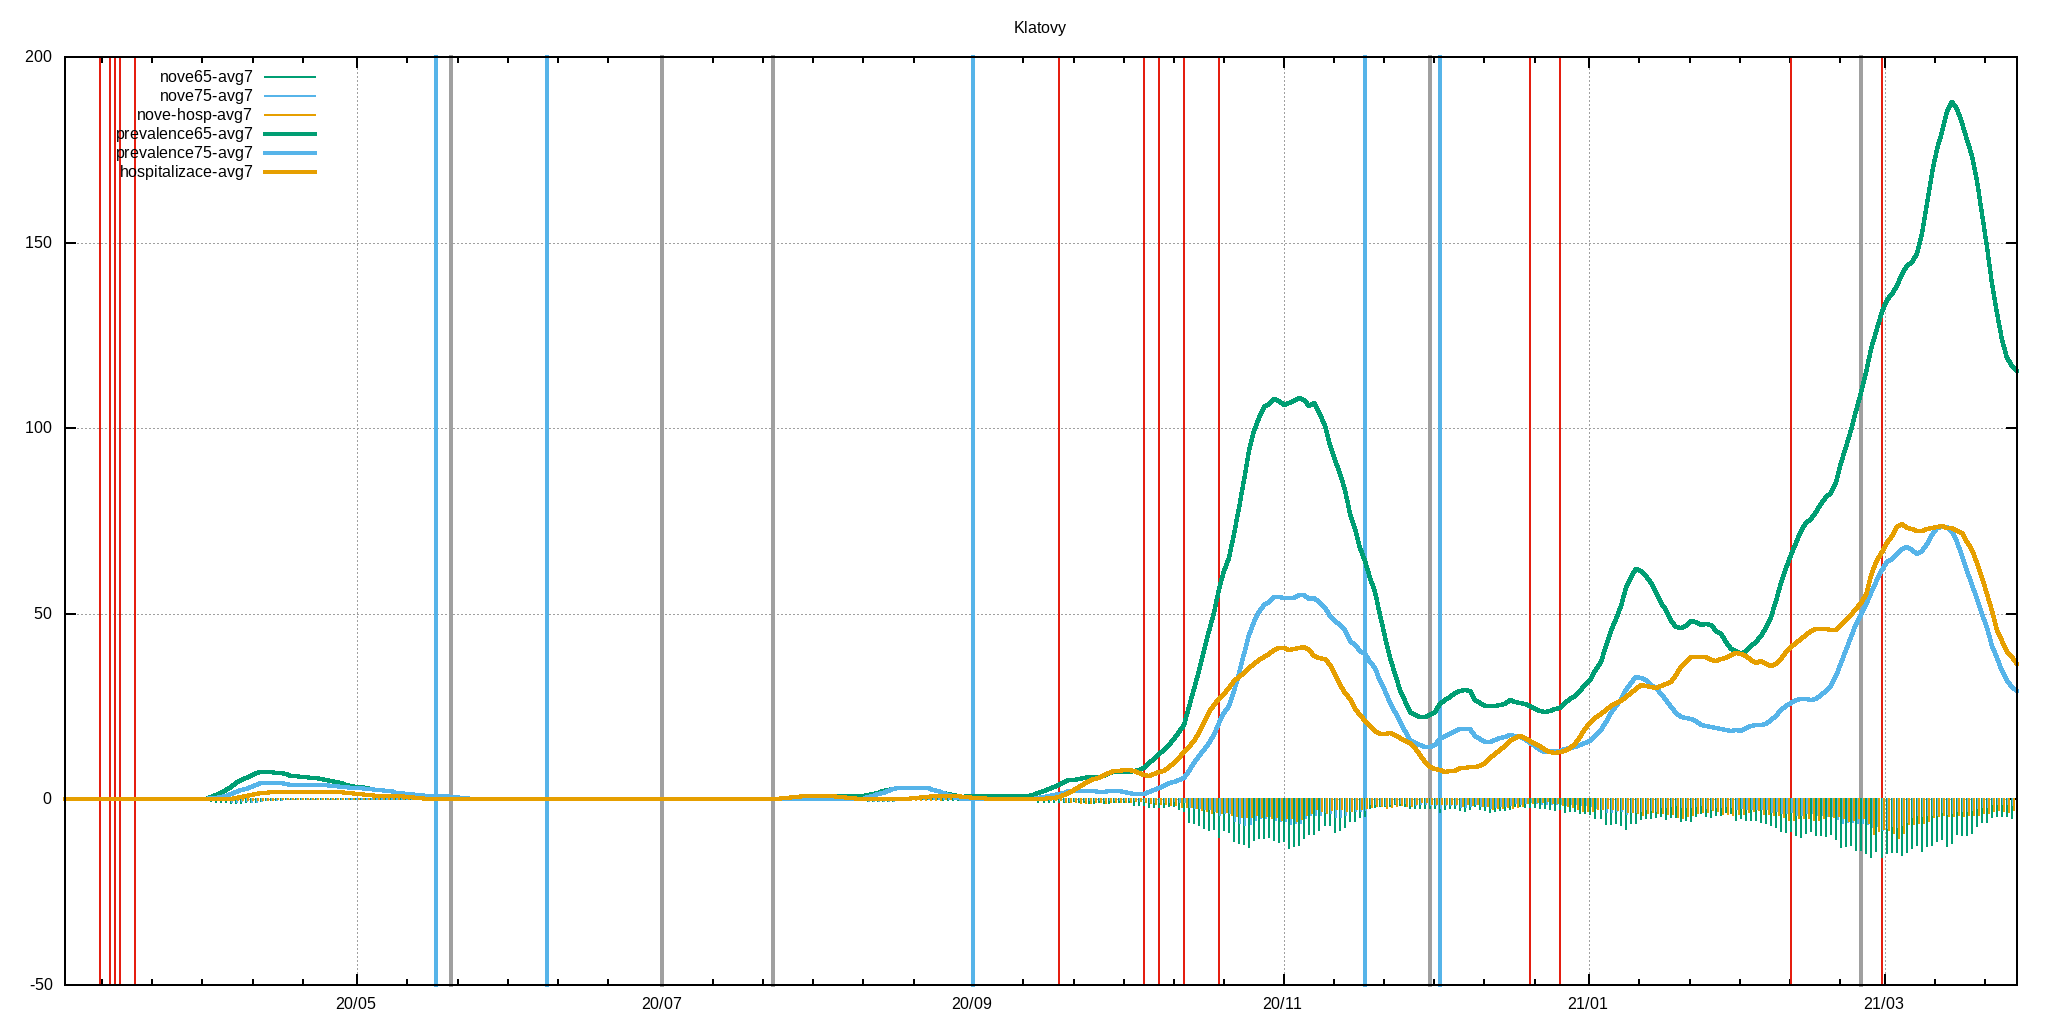 Klatovy
200
150
100
50
0
-50
nove65-avg7
nove75-avg7
nove-hosp-avg7
prevalence65-avg7
prevalence75-avg7
hospitalizace-avg7
20/05 20/07 20/09 20/11 21/01 21/03